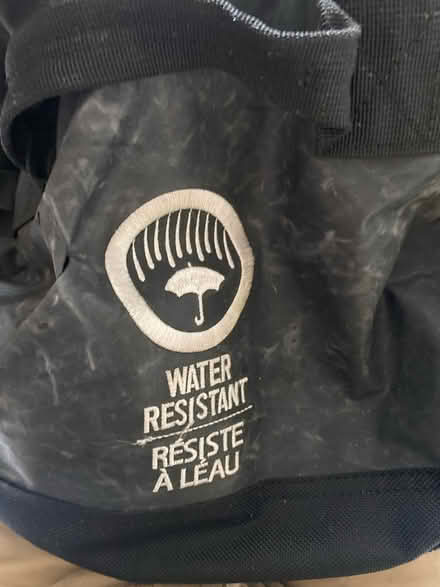 WATER
RESISTANT
RÉSISTE
À LÉAU